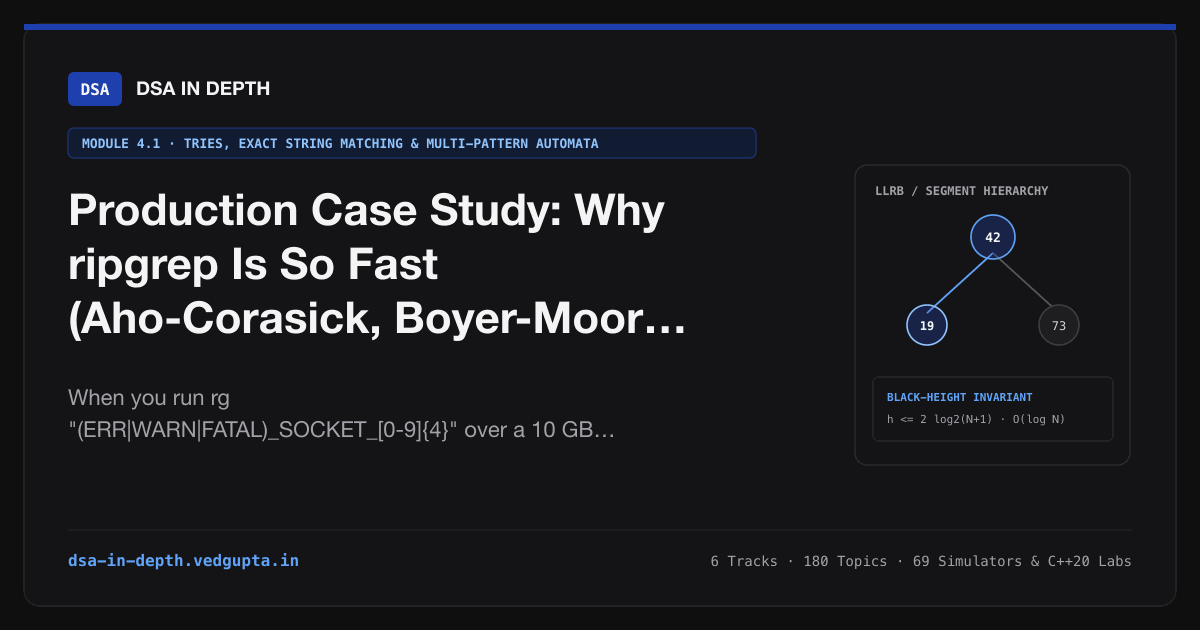 DSA
DSA IN DEPTH
MODULE 4.1 · TRIES, EXACT STRING MATCHING & MULTI-PATTERN AUTOMATA
Production Case Study: Why
ripgrep Is So Fast
(Aho-Corasick, Boyer-Moor…
When you run rg
"(ERR|WARN|FATAL)_SOCKET_[0-9]{4}" over a 10 GB…
LLRB / SEGMENT HIERARCHY
42
19
73
BLACK-HEIGHT INVARIANT
h <= 2 log2(N+1) · O(log N)
dsa-in-depth.vedgupta.in
6 Tracks · 180 Topics · 69 Simulators & C++20 Labs